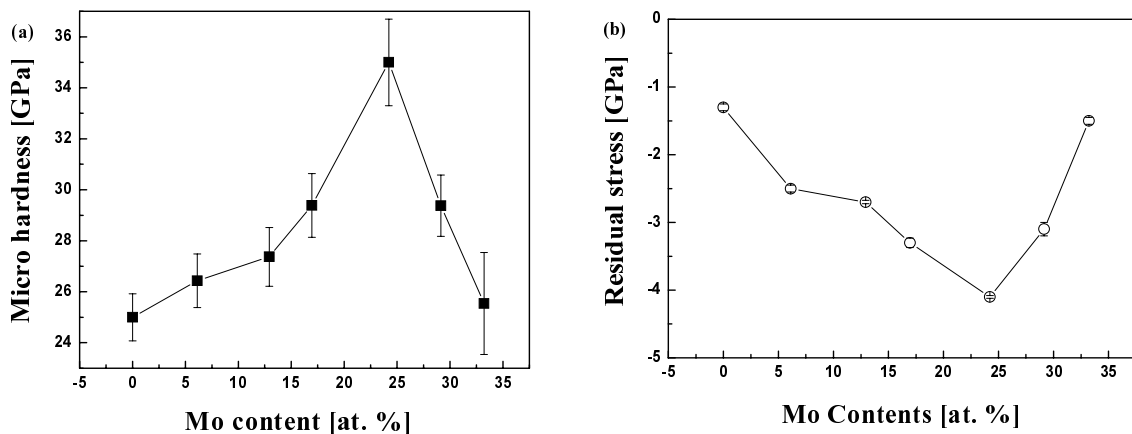 (a)
Micro hardness [GPa]
36
34
32
30
28
26
24
-5 0 5 10 15 20 25 30 35
Mo content [at. %]
(b)
Residual stress [GPa]
0
-1
-2
-3
-4
-5
-5 0 5 10 15 20 25 30 35
Mo Contents [at. %]